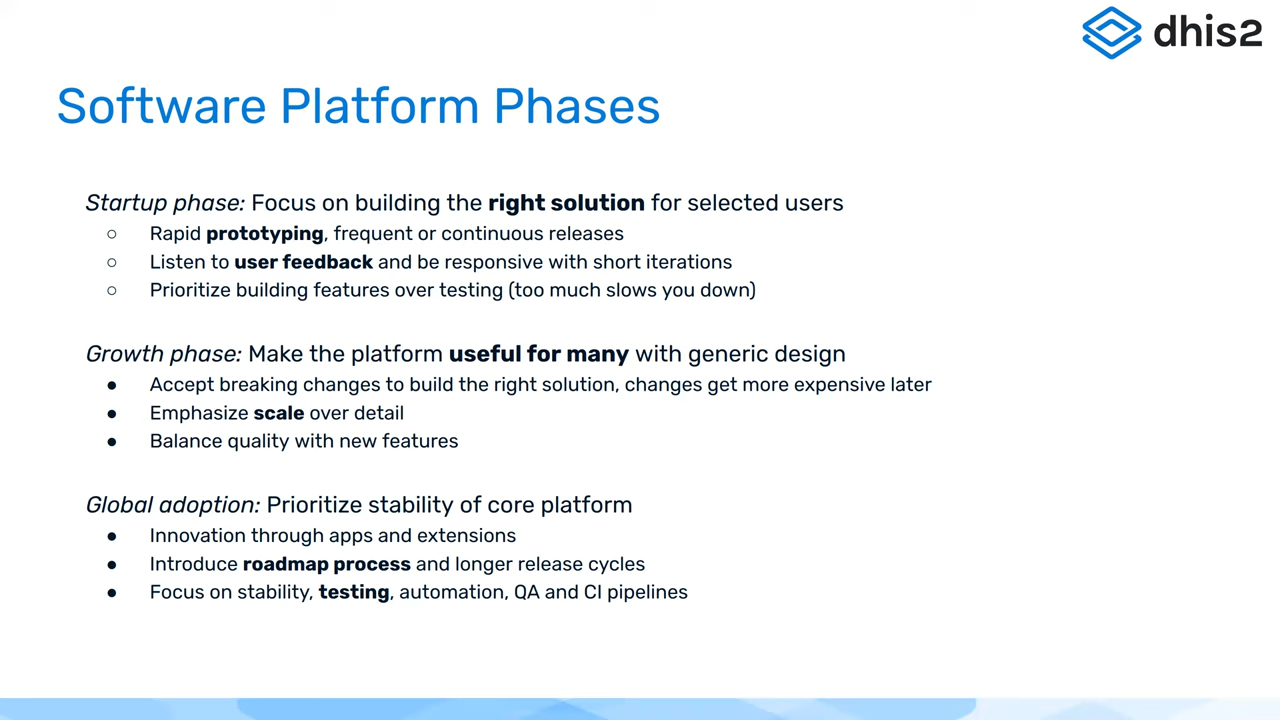 dhis2
Software Platform Phases
Startup phase: Focus on building the right solution for selected users
○ Rapid prototyping, frequent or continuous releases
○ Listen to user feedback and be responsive with short iterations
○ Prioritize building features over testing (too much slows you down)
Growth phase: Make the platform useful for many with generic design
● Accept breaking changes to build the right solution, changes get more expensive later
● Emphasize scale over detail
● Balance quality with new features
Global adoption: Prioritize stability of core platform
● Innovation through apps and extensions
● Introduce roadmap process and longer release cycles
● Focus on stability, testing, automation, QA and CI pipelines